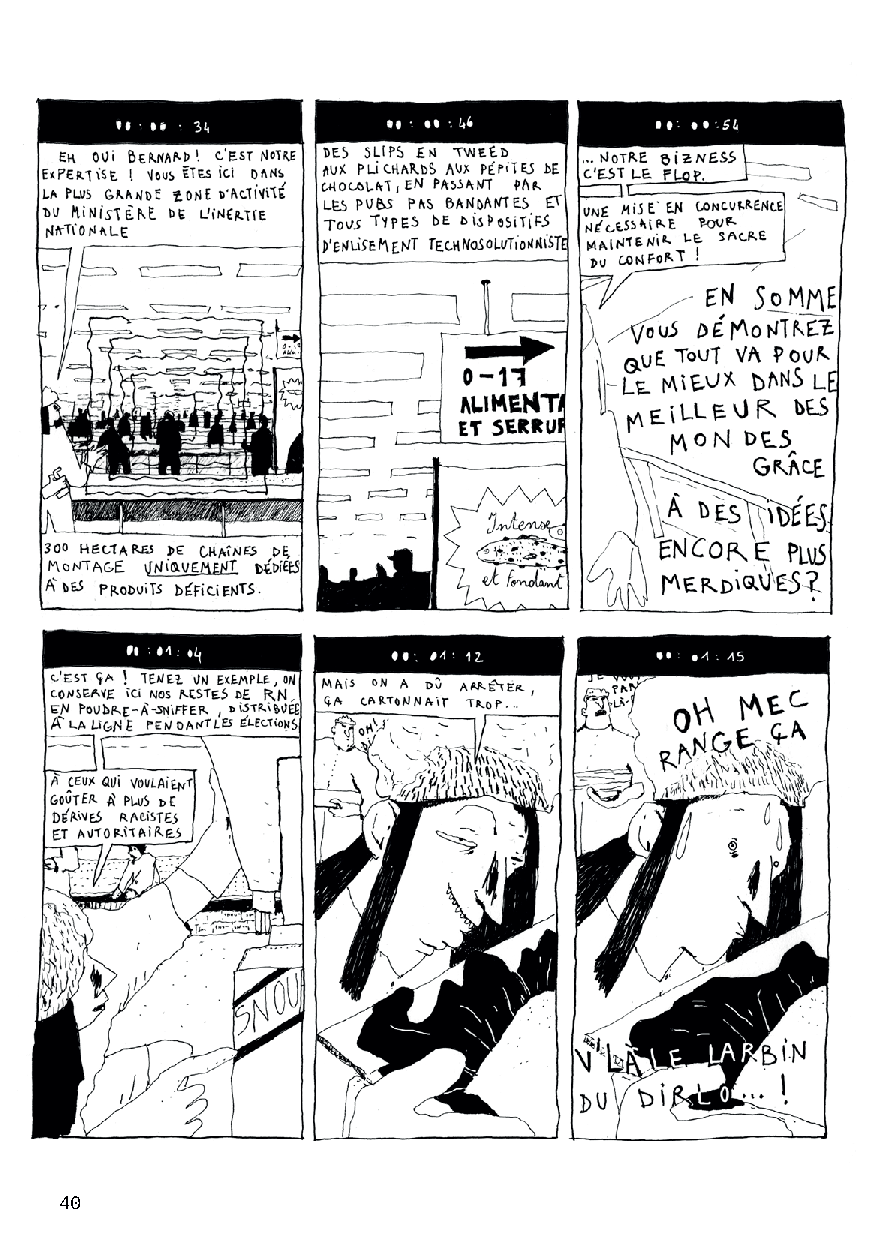 00:00:34
EH OUI BERNARD! C'EST NOTRE
EXPERTISE! VOUS ÊTES ICI DANS
LA PLUS GRANDE ZONE D'ACTIVITÉ
DU MINISTÈRE DE L'INERTIE
NATIONALE
300 HECTARES DE CHAÎNES DE
MONTAGE UNIQUEMENT DÉDIÉES
À DES PRODUITS DÉFICIENTS.
00:00:46
DES SLIPS EN TWEED
AUX PLICHARDS AUX PÉPITES DE
CHOCOLAT, EN PASSANT PAR
LES PUBS PAS BANDANTES ET
TOUS TYPES DE DISPOSITIFS
D'ENLISEMENT TECHNOSOLUTIONNISTE
0-17
ALIMENTA
ET SERRUR
Intense
et fondant
00:00:54
...NOTRE BIZNESS
C'EST LE FLOP.
UNE MISE EN CONCURRENCE
NÉCESSAIRE POUR
MAINTENIR LE SACRE
DU CONFORT!
EN SOMME
VOUS DÉMONTREZ
QUE TOUT VA POUR
LE MIEUX DANS LE
MEILLEUR DES
MONDES
GRÂCE
À DES IDÉES
ENCORE PLUS
MERDIQUES?
00:01:04
C'EST ÇA! TENEZ UN EXEMPLE, ON
CONSERVE ICI NOS RESTES DE RN
EN POUDRE-À-SNIFFER, DISTRIBUÉE
À LA LIGNE PENDANT LES ÉLECTIONS
À CEUX QUI VOULAIENT
GOÛTER À PLUS DE
DÉRIVES RACISTES
ET AUTORITAIRES
SNOU
00:01:12
MAIS ON A DÛ ARRÊTER,
ÇA CARTONNAIT TROP...
OH!
00:01:15
OH MEC
RANGE ÇA
V'LÀ LE LARBIN
DU DIRLO...!
40